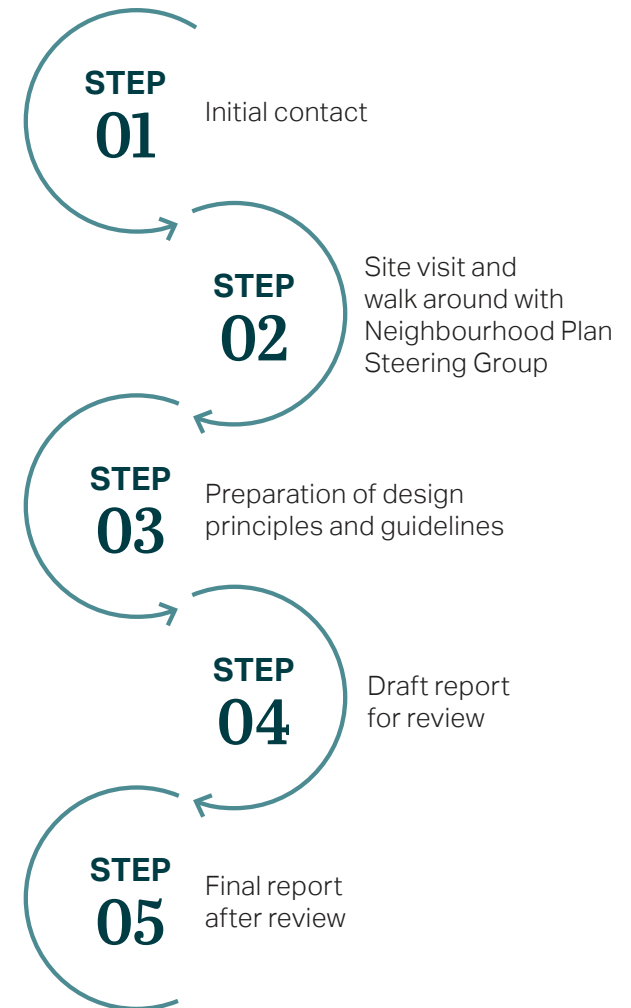 STEP
01
Initial contact
STEP
02
Site visit and
walk around with
Neighbourhood Plan
Steering Group
STEP
03
Preparation of design
principles and guidelines
STEP
04
Draft report
for review
STEP
05
Final report
after review